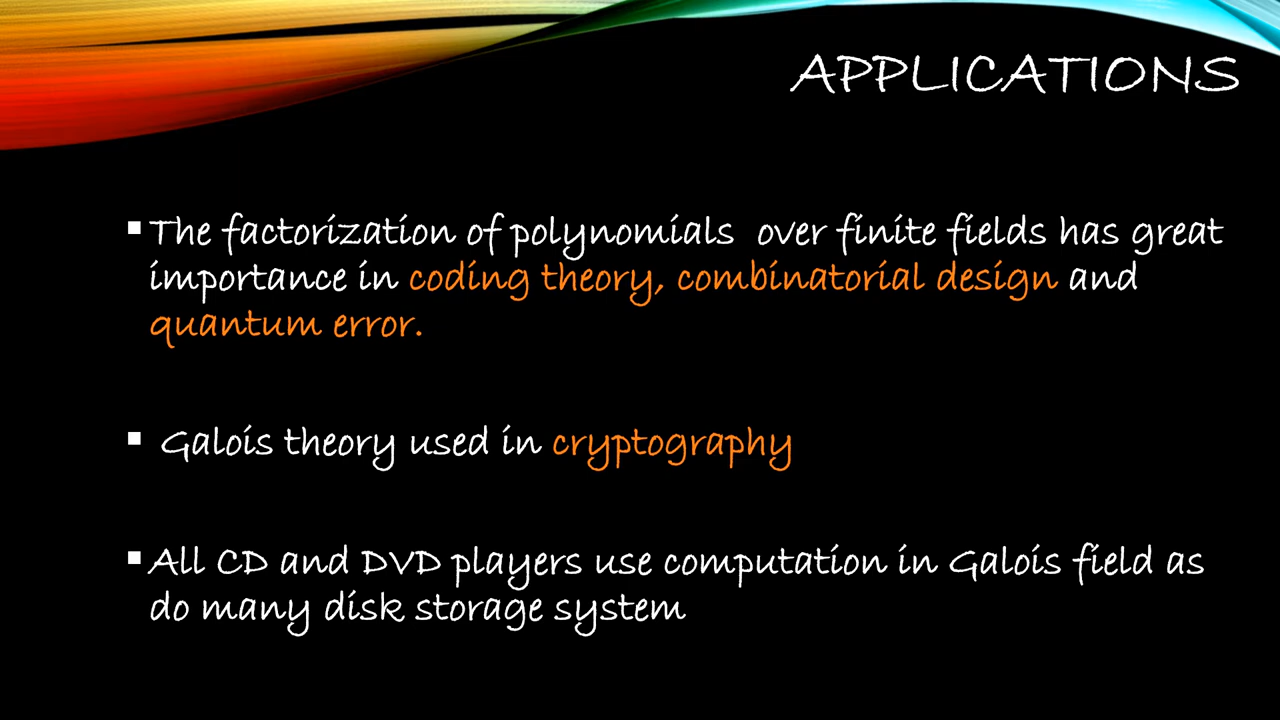 APPLICATIONS
▪ The factorization of polynomials over finite fields has great
importance in coding theory, combinatorial design and
quantum error.
▪ Galois theory used in cryptography
▪ All CD and DVD players use computation in Galois field as
do many disk storage system